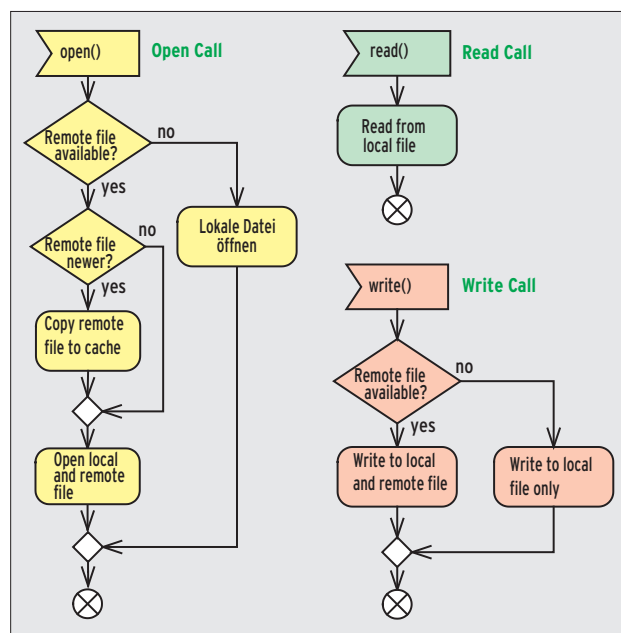 open()
Open Call
Remote file
available?
no
yes
Remote file
newer?
no
yes
Lokale Datei
öffnen
Copy remote
file to cache
Open local
and remote
file
read()
Read Call
Read from
local file
write()
Write Call
Remote file
available?
no
yes
Write to local
and remote file
Write to local
file only